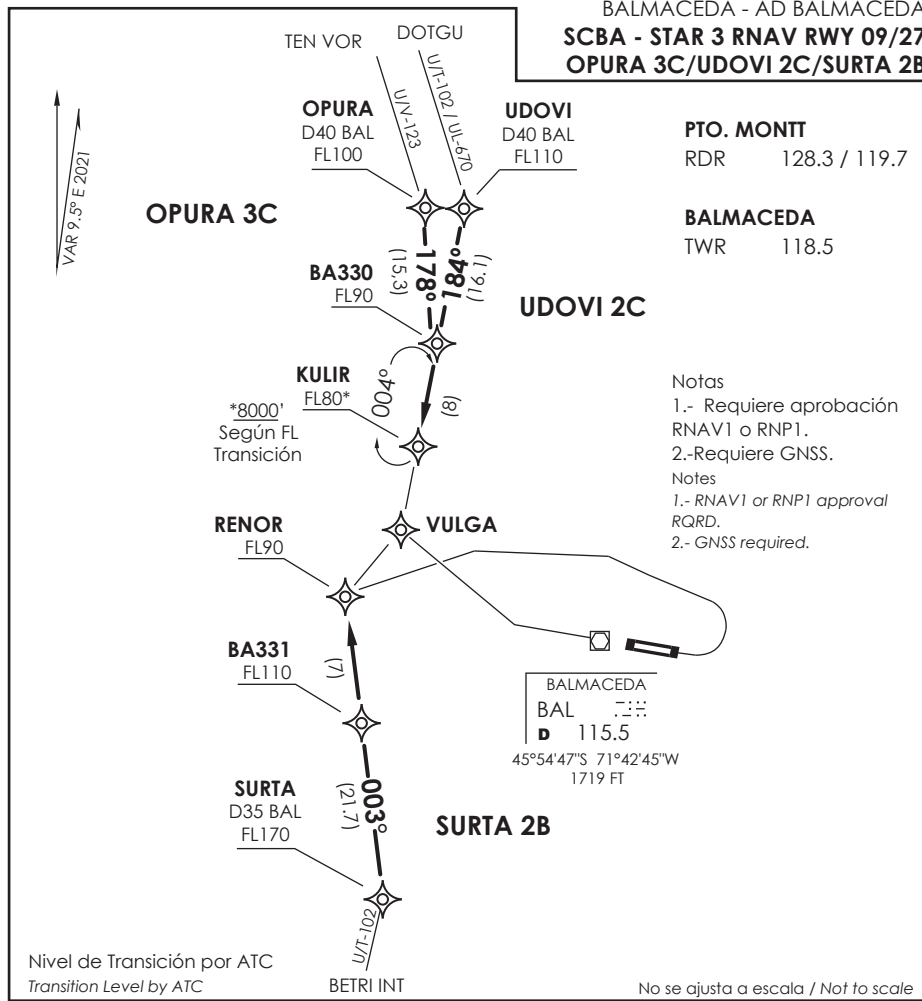 BALMACEDA - AD BALMACEDA
SCBA - STAR 3 RNAV RWY 09/27
OPURA 3C/UDOVI 2C/SURTA 2B
TEN VOR
DOTGU
U/V-123
U/T-102 / UL-670
VAR 9.5° E 2021
OPURA
D40 BAL
FL100
UDOVI
D40 BAL
FL110
PTO. MONTT
RDR 128.3 / 119.7
BALMACEDA
TWR 118.5
OPURA 3C
178°
(15,3)
184°
(16.1)
BA330
FL90
UDOVI 2C
KULIR
FL80*
004°
(8)
*8000'
Según FL
Transición
Notas
1.- Requiere aprobación
RNAV1 o RNP1.
2.-Requiere GNSS.
Notes
1.- RNAV1 or RNP1 approval
RQRD.
2.- GNSS required.
RENOR
FL90
VULGA
BA331
FL110
(7)
BALMACEDA
BAL
D 115.5
45°54'47"S 71°42'45"W
1719 FT
SURTA
D35 BAL
FL170
003°
(21.7)
SURTA 2B
U/T-102
BETRI INT
Nivel de Transición por ATC
Transition Level by ATC
No se ajusta a escala / Not to scale